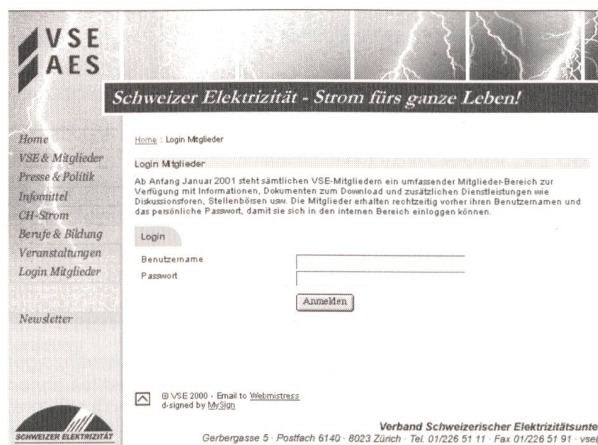 VSE
AES
Schweizer Elektrizität - Strom fürs ganze Leben!
Home
VSE & Mitglieder
Presse & Politik
Infomittel
CH-Strom
Berufe & Bildung
Veranstaltungen
Login Mitglieder
Newsletter
SCHWEIZER ELEKTRIZITÄT
Home : Login Mitglieder
Login Mitglieder
Ab Anfang Januar 2001 steht sämtlichen VSE-Mitgliedern ein umfassender Mitglieder-Bereich zur
Verfügung mit Informationen, Dokumenten zum Download und zusätzlichen Dienstleistungen wie
Diskussionsforen, Stellenbörsen usw. Die Mitglieder erhalten rechtzeitig vorher ihren Benutzernamen und
das persönliche Passwort, damit sie sich in den internen Bereich einloggen können.
Login
Benutzername
Passwort
Anmelden
© VSE 2000 - Email to Webmistress
d-signed by MySign
Verband Schweizerischer Elektrizitätsunte
Gerbergasse 5 · Postfach 6140 · 8023 Zürich · Tel. 01/226 51 11 · Fax 01/226 51 91 · vse@